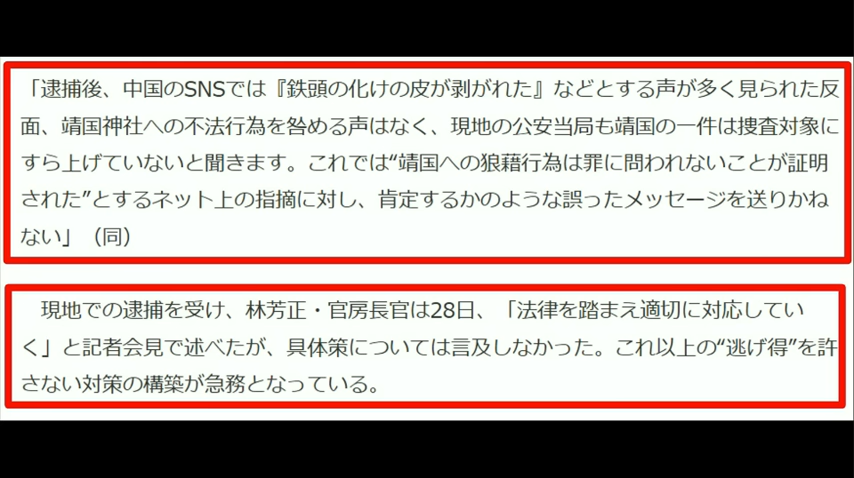 「逮捕後、中国のSNSでは『鉄頭の化けの皮が剥がれた』などとする声が多く見られた反
面、靖国神社への不法行為を咎める声はなく、現地の公安当局も靖国の一件は捜査対象に
すら上げていないと聞きます。これでは“靖国への狼藉行為は罪に問われないことが証明
された”とするネット上の指摘に対し、肯定するかのような誤ったメッセージを送りかね
ない」（同）
現地での逮捕を受け、林芳正・官房長官は28日、「法律を踏まえ適切に対応してい
く」と記者会見で述べたが、具体策については言及しなかった。これ以上の“逃げ得”を許
さない対策の構築が急務となっている。